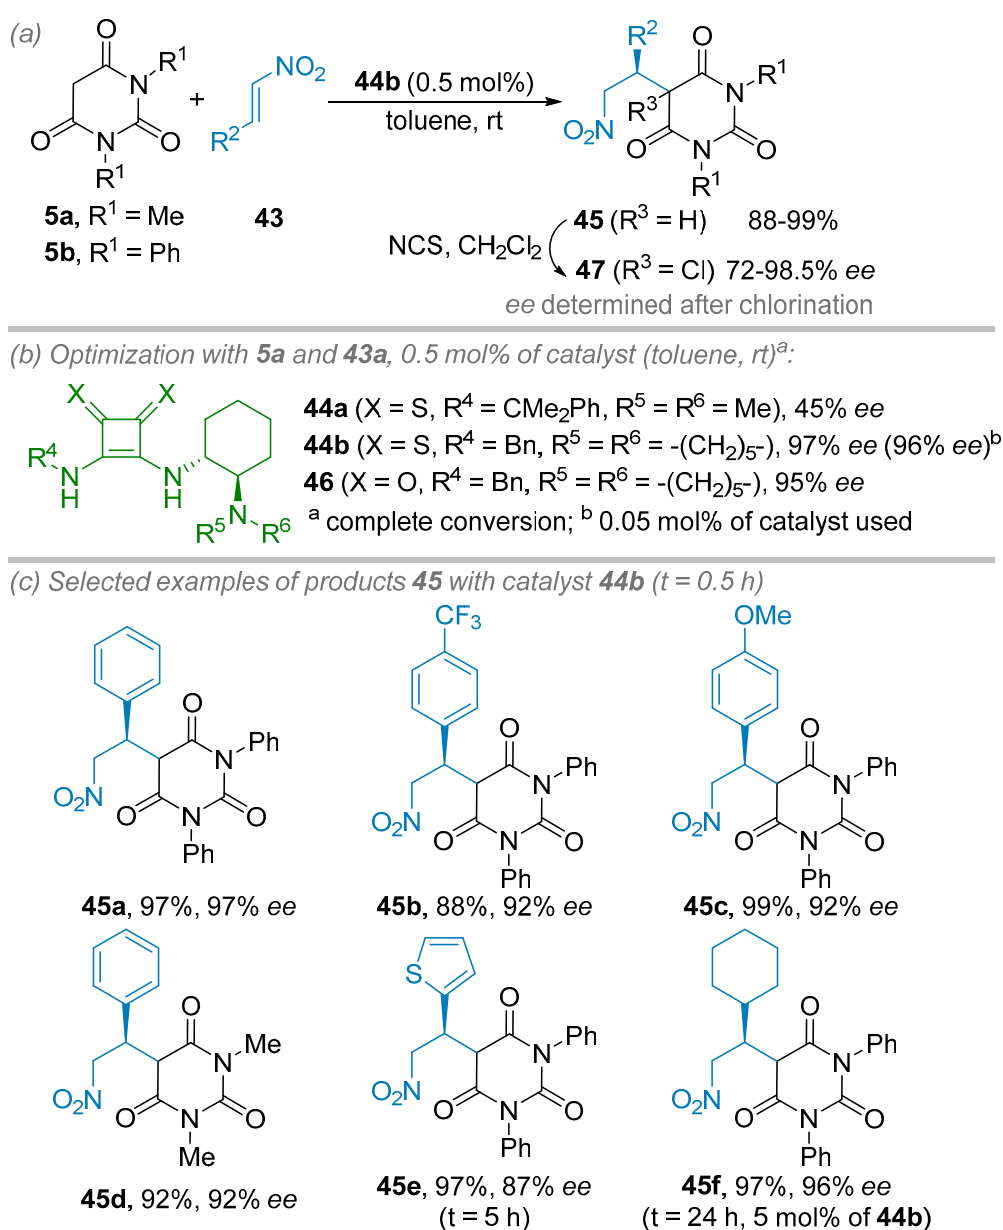 (a)
O
R¹
N
O
N
O
R¹
+
NO₂
R²
44b (0.5 mol%)
toluene, rt
R²
O
R¹
N
R³
O₂N
O
N
O
R¹
5a, R¹ = Me
5b, R¹ = Ph
43
45 (R³ = H) 88-99%
NCS, CH₂Cl₂
47 (R³ = Cl) 72-98.5% ee
ee determined after chlorination
(b) Optimization with 5a and 43a, 0.5 mol% of catalyst (toluene, rt)ᵃ:
X X
R⁴
N
H
N
H
N
R⁵ R⁶
44a (X = S, R⁴ = CMe₂Ph, R⁵ = R⁶ = Me), 45% ee
44b (X = S, R⁴ = Bn, R⁵ = R⁶ = -(CH₂)₅-), 97% ee (96% ee)ᵇ
46 (X = O, R⁴ = Bn, R⁵ = R⁶ = -(CH₂)₅-), 95% ee
ᵃ complete conversion; ᵇ 0.05 mol% of catalyst used
(c) Selected examples of products 45 with catalyst 44b (t = 0.5 h)
O
Ph
N
O₂N
O
N
O
Ph
45a, 97%, 97% ee
CF₃
O
Ph
N
O₂N
O
N
O
Ph
45b, 88%, 92% ee
OMe
O
Ph
N
O₂N
O
N
O
Ph
45c, 99%, 92% ee
O
Me
N
O₂N
O
N
O
Me
45d, 92%, 92% ee
S
O
Ph
N
O₂N
O
N
O
Ph
45e, 97%, 87% ee
(t = 5 h)
O
Ph
N
O₂N
O
N
O
Ph
45f, 97%, 96% ee
(t = 24 h, 5 mol% of 44b)